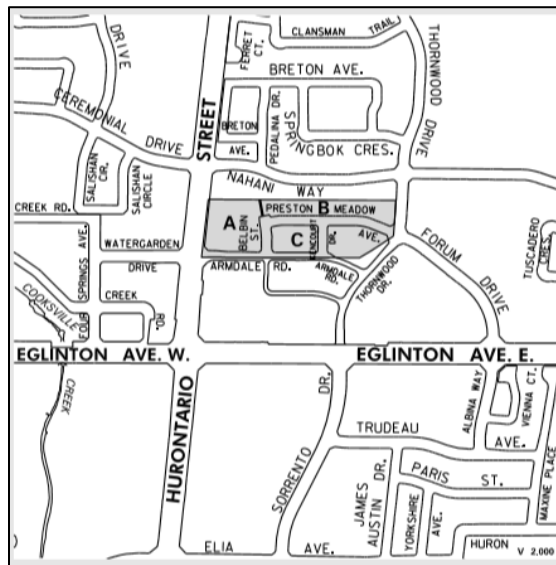 CLANSMAN TRAIL
FERRET CT.
DRIVE
THORNWOOD DRIVE
BRETON AVE.
CEREMONIAL DRIVE
STREET
BRETON
AVE.
PEDALINA DR.
SPRINGBOK CRES.
SALISHAN CIR.
SALISHAN CIRCLE
NAHANI WAY
CREEK RD.
A
BELBIN ST.
PRESTON B MEADOW
AVE.
C
FENCOURT DR.
WATERGARDEN
DRIVE
ARMDALE RD.
ARMDALE RD.
THORNWOOD DR.
FORUM DRIVE
TUSCADERO CRES.
FOUR SPRINGS AVE.
CREEK
RD.
COOKSVILLE
CREEK
EGLINTON AVE. W.
EGLINTON AVE. E.
HURONTARIO
SORRENTO DR.
TRUDEAU
AVE.
ALBINA WAY
VIENNA CT.
JAMES AUSTIN DR.
PARIS ST.
YORKSHIRE
AVE.
MAXINE PLACE
ELIA AVE.
HURON
V 2,000